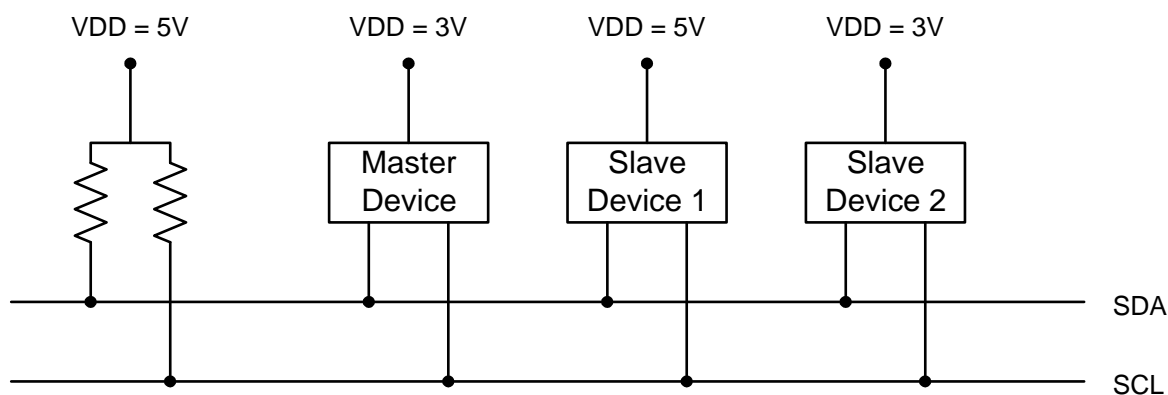 VDD = 5V
VDD = 3V
VDD = 5V
VDD = 3V
Master
Device
Slave
Device 1
Slave
Device 2
SDA
SCL